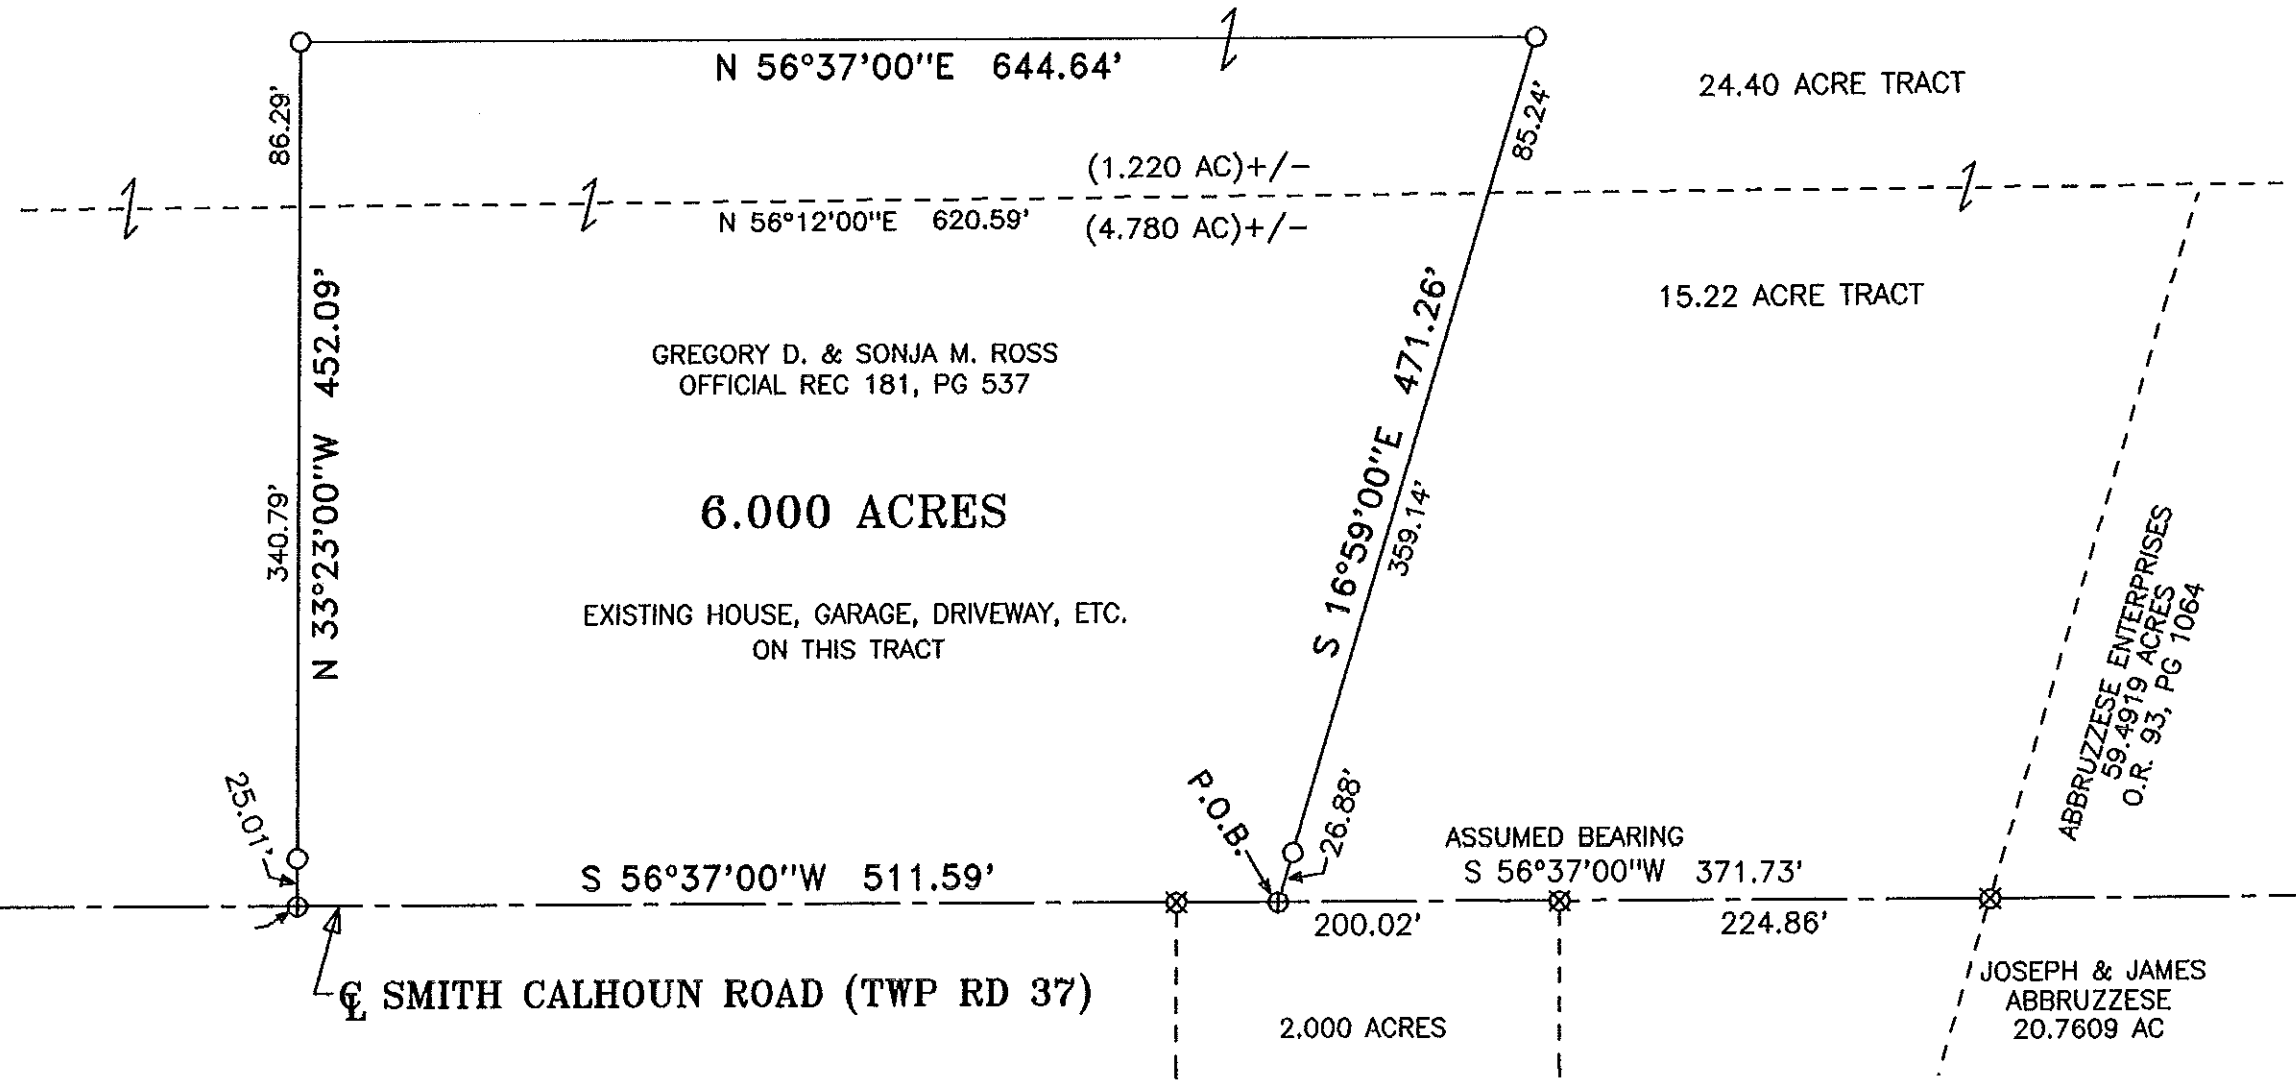 N 56°37'00"E 644.64'
24.40 ACRE TRACT
86.29'
85.24'
(1.220 AC)+/-
N 56°12'00"E 620.59'
(4.780 AC)+/-
15.22 ACRE TRACT
N 33°23'00"W 452.09'
S 16°59'00"E 471.26'
GREGORY D. & SONJA M. ROSS
OFFICIAL REC 181, PG 537
340.79'
6.000 ACRES
359.14'
EXISTING HOUSE, GARAGE, DRIVEWAY, ETC.
ON THIS TRACT
ABBRUZZESE ENTERPRISES
59.4919 ACRES
O.R. 93, PG 1064
25.01'
P.O.B.
26.88'
ASSUMED BEARING
S 56°37'00"W 371.73'
S 56°37'00"W 511.59'
200.02'
224.86'
℄ SMITH CALHOUN ROAD (TWP RD 37)
2.000 ACRES
JOSEPH & JAMES
ABBRUZZESE
20.7609 AC